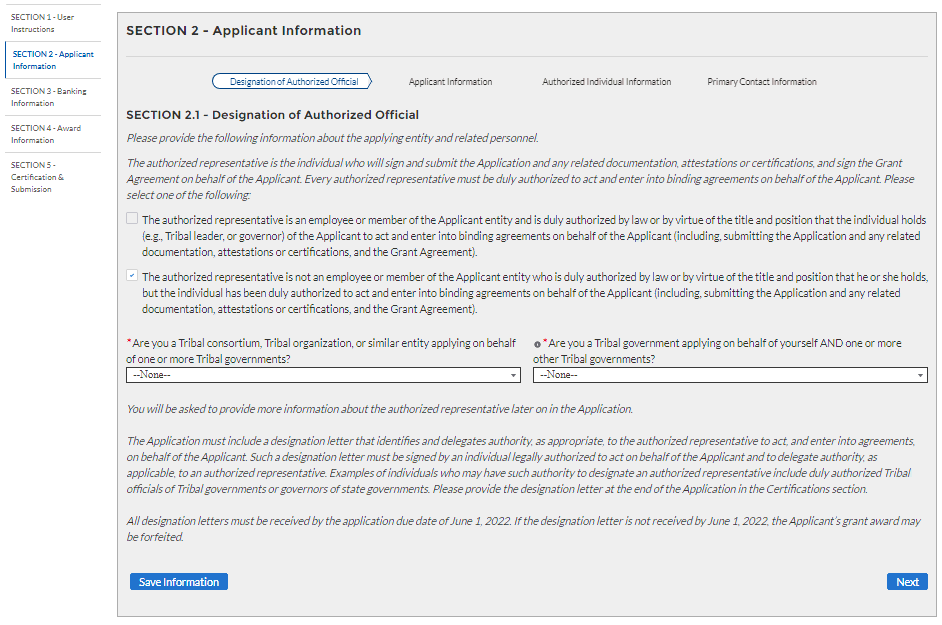 SECTION 1 - User
Instructions
SECTION 2 - Applicant
Information
SECTION 3 - Banking
Information
SECTION 4 - Award
Information
SECTION 5 -
Certification &
Submission
SECTION 2 - Applicant Information
Designation of Authorized Official
Applicant Information
Authorized Individual Information
Primary Contact Information
SECTION 2.1 - Designation of Authorized Official
Please provide the following information about the applying entity and related personnel.
The authorized representative is the individual who will sign and submit the Application and any related documentation, attestations or certifications, and sign the Grant
Agreement on behalf of the Applicant. Every authorized representative must be duly authorized to act and enter into binding agreements on behalf of the Applicant. Please
select one of the following:
The authorized representative is an employee or member of the Applicant entity and is duly authorized by law or by virtue of the title and position that the individual holds
(e.g., Tribal leader, or governor) of the Applicant to act and enter into binding agreements on behalf of the Applicant (including, submitting the Application and any related
documentation, attestations or certifications, and the Grant Agreement).
The authorized representative is not an employee or member of the Applicant entity who is duly authorized by law or by virtue of the title and position that he or she holds,
but the individual has been duly authorized to act and enter into binding agreements on behalf of the Applicant (including, submitting the Application and any related
documentation, attestations or certifications, and the Grant Agreement).
*Are you a Tribal consortium, Tribal organization, or similar entity applying on behalf
of one or more Tribal governments?
--None--
*Are you a Tribal government applying on behalf of yourself AND one or more
other Tribal governments?
--None--
You will be asked to provide more information about the authorized representative later on in the Application.
The Application must include a designation letter that identifies and delegates authority, as appropriate, to the authorized representative to act, and enter into agreements,
on behalf of the Applicant. Such a designation letter must be signed by an individual legally authorized to act on behalf of the Applicant and to delegate authority, as
applicable, to an authorized representative. Examples of individuals who may have such authority to designate an authorized representative include duly authorized Tribal
officials of Tribal governments or governors of state governments. Please provide the designation letter at the end of the Application in the Certifications section.
All designation letters must be received by the application due date of June 1, 2022. If the designation letter is not received by June 1, 2022, the Applicant's grant award may
be forfeited.
Save Information
Next